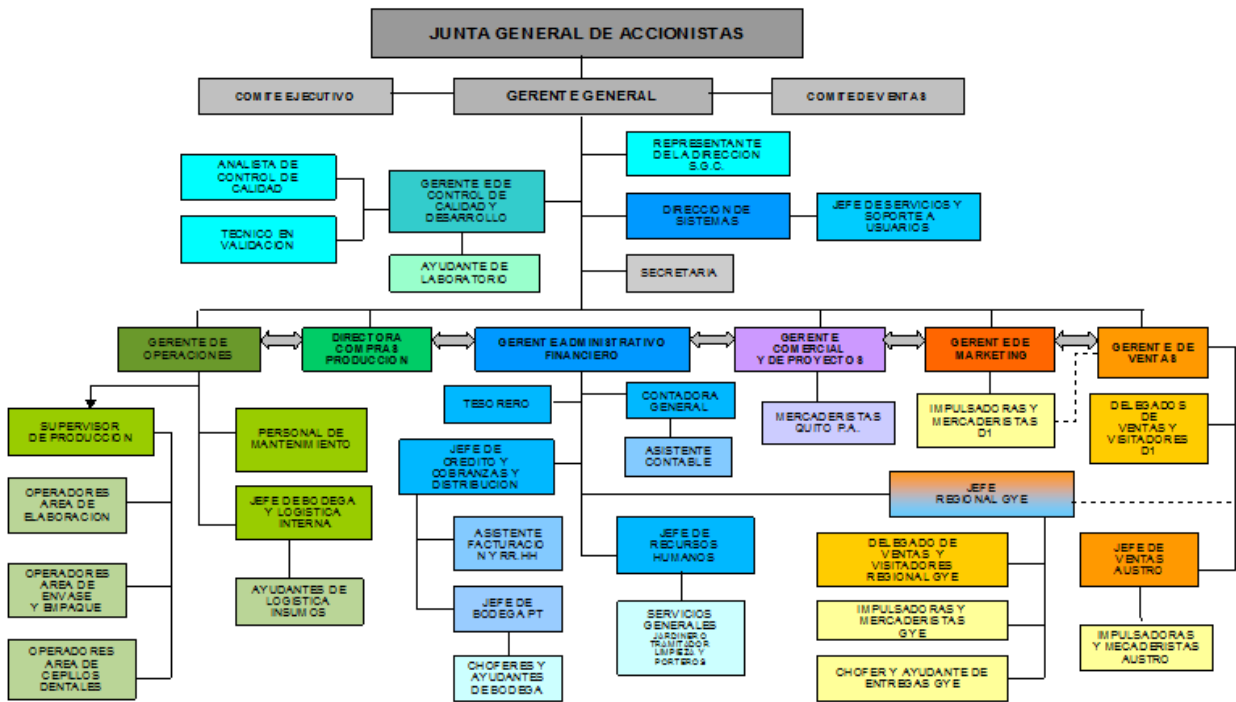 JUNTA GENERAL DE ACCIONISTAS
COMITE EJECUTIVO
GERENTE GENERAL
COMITE DE VENTAS
REPRESENTANTE
DE LA DIRECCION
S.G.C.
ANALISTA DE
CONTROL DE
CALIDAD
GERENTE E DE
CONTROL DE
CALIDAD Y
DESARROLLO
DIRECCION DE
SISTEMAS
JEFE DE SERVICIOS Y
SOPORTE A
USUARIOS
TECNICO EN
VALIDACION
AYUDANTE DE
LABORATORIO
SECRETARIA
GERENTE DE
OPERACIONES
DIRECTORA
COMPRAS
PRODUCCION
GERENTE ADMINISTRATIVO
FINANCIERO
GERENTE
COMERCIAL
Y DE PROYECTOS
GERENTE DE
MARKETING
GERENTE DE
VENTAS
SUPERVISOR
DE PRODUCCION
PERSONAL DE
MANTENIMIENTO
TESORERO
CONTADORA
GENERAL
MERCADERISTAS
QUITO P.A.
IMPULSADORAS Y
MERCADERISTAS
D1
DELEGADOS
DE
VENTAS Y
VISITADORES
D1
JEFE DE
CREDITO Y
COBRANZAS Y
DISTRIBUCION
ASISTENTE
CONTABLE
OPERADORES
AREA DE
ELABORACION
JEFE DE BODEGA
Y LOGISTICA
INTERNA
JEFE
REGIONAL GYE
ASISTENTE
FACTURACIO
N Y RR. HH
JEFE DE
RECURSOS
HUMANOS
DELEGADO DE
VENTAS Y
VISITADORES
REGIONAL GYE
JEFE DE
VENTAS
AUSTRO
OPERADORES
AREA DE
ENVASE
Y EMPAQUE
AYUDANTES DE
LOGISTICA
INSUMOS
JEFE DE
BODEGA PT
SERVICIOS
GENERALES
JARDINERO
TRAMITADOR
LIMPIEZA Y
PORTEROS
IMPULSADORAS Y
MERCADERISTAS
GYE
IMPULSADORAS
Y MECADERISTAS
AUSTRO
OPERADORES
AREA DE
CEPILLOS
DENTALES
CHOFERES Y
AYUDANTES
DE BODEGA
CHOFER Y AYUDANTE DE
ENTREGAS GYE